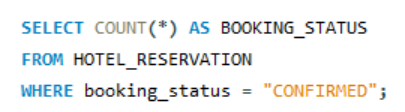 SELECT COUNT(*) AS BOOKING_STATUS
FROM HOTEL_RESERVATION
WHERE booking_status = "CONFIRMED";